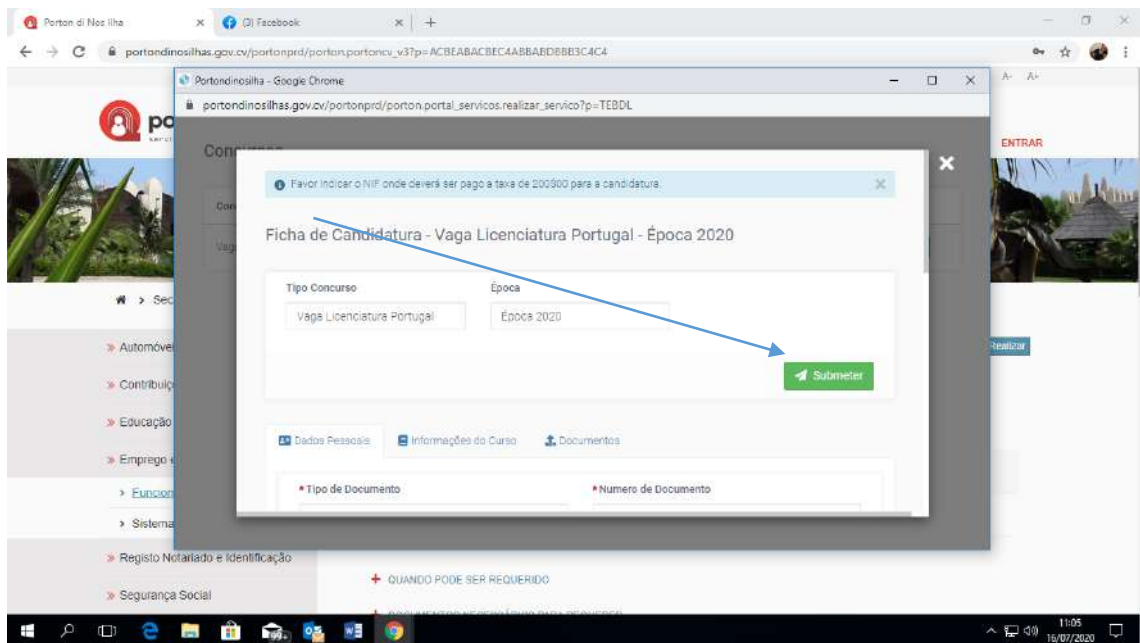 Porton di Nos Ilha
(3) Facebook
portondinosilhas.gov.cv/portonprd/porton.portoncv_v3?p=ACBEABACBEC4ABBABDBBB3C4C4
A- A+
Portondinosilha - Google Chrome
portondinosilhas.gov.cv/portonprd/porton.portal_servicos.realizar_servico?p=TEBDL
po
ENTRAR
Favor indicar o NIF onde deverá ser pago a taxa de 200$00 para a candidatura.
Ficha de Candidatura - Vaga Licenciatura Portugal - Época 2020
Tipo Concurso
Época
Vaga Licenciatura Portugal
Época 2020
Submeter
Dados Pessoais
Informações do Curso
Documentos
* Tipo de Documento
* Numero de Documento
Sec
Automóve
Contribuiç
Educação
Emprego e
Funcion
Sistema
Registo Notariado e Identificação
Segurança Social
Realizar
QUANDO PODE SER REQUERIDO
11:05
16/07/2020